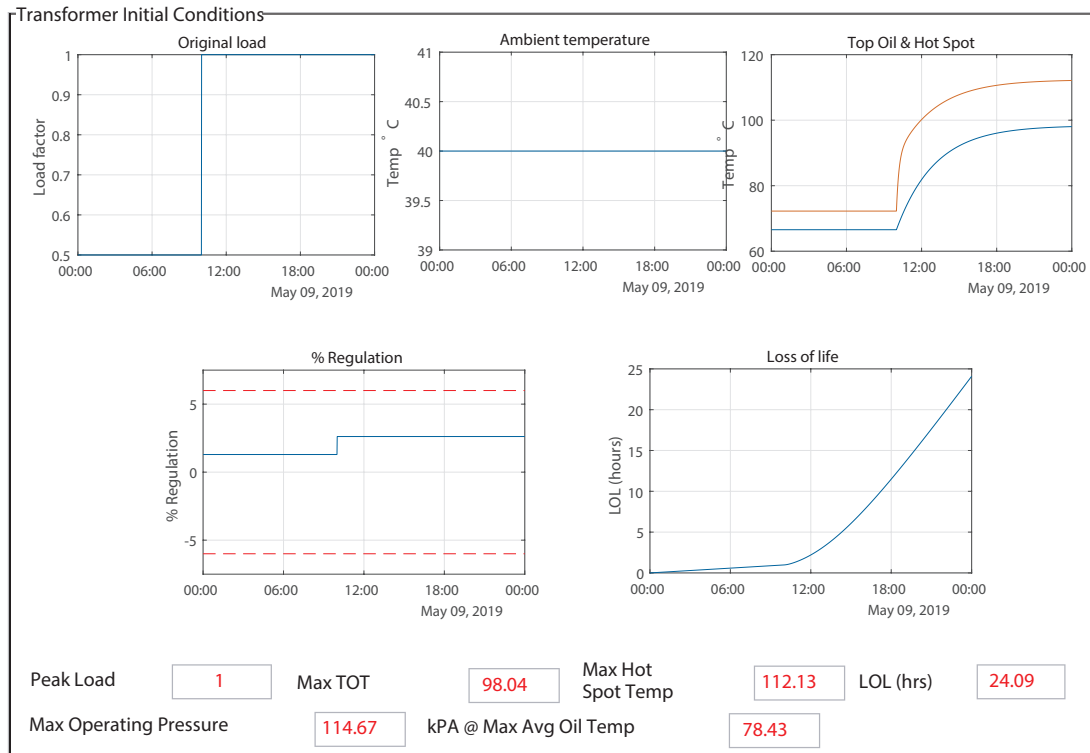 Transformer Initial Conditions
Original load
Load factor
1
0.9
0.8
0.7
0.6
0.5
00:00 06:00 12:00 18:00 00:00
May 09, 2019
Ambient temperature
Temp ° C
41
40.5
40
39.5
39
00:00 06:00 12:00 18:00 00:00
May 09, 2019
Top Oil & Hot Spot
Temp ° C
120
100
80
60
00:00 06:00 12:00 18:00 00:00
May 09, 2019
% Regulation
% Regulation
5
0
-5
00:00 06:00 12:00 18:00 00:00
May 09, 2019
Loss of life
LOL (hours)
25
20
15
10
5
0
00:00 06:00 12:00 18:00 00:00
May 09, 2019
Peak Load 1 Max TOT 98.04 Max Hot Spot Temp 112.13 LOL (hrs) 24.09
Max Operating Pressure 114.67 kPA @ Max Avg Oil Temp 78.43